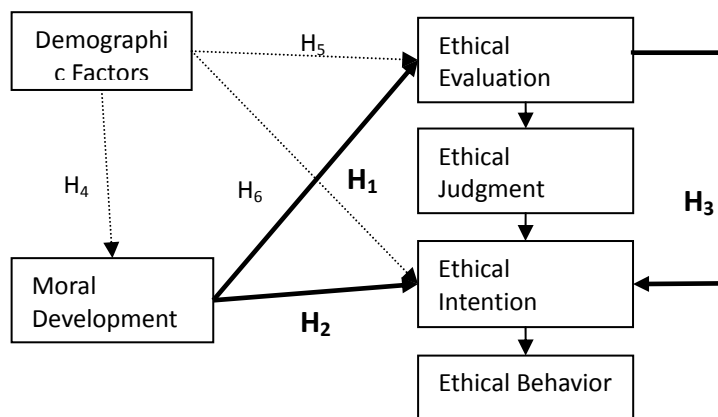 Demographi
c Factors
H5
Ethical
Evaluation
H4
H6
H1
Ethical
Judgment
H3
Moral
Development
H2
Ethical
Intention
Ethical Behavior